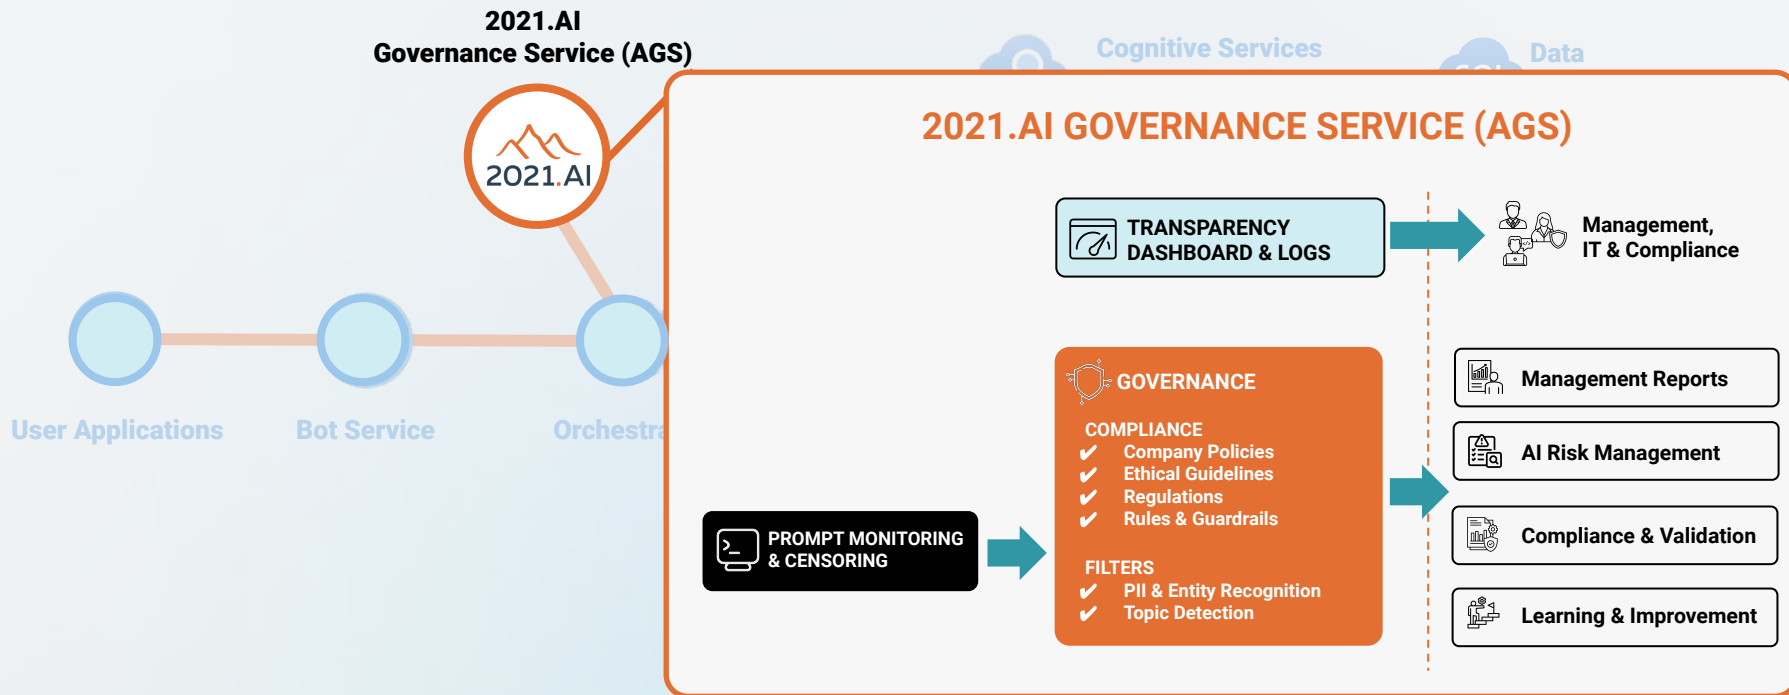 2021.AI
Governance Service (AGS)
Cognitive Services
Data
2021.AI
2021.AI GOVERNANCE SERVICE (AGS)
TRANSPARENCY
DASHBOARD & LOGS
Management,
IT & Compliance
User Applications
Bot Service
Orchestra
GOVERNANCE
COMPLIANCE
✔ Company Policies
✔ Ethical Guidelines
✔ Regulations
✔ Rules & Guardrails
FILTERS
✔ PII & Entity Recognition
✔ Topic Detection
PROMPT MONITORING
& CENSORING
Management Reports
AI Risk Management
Compliance & Validation
Learning & Improvement